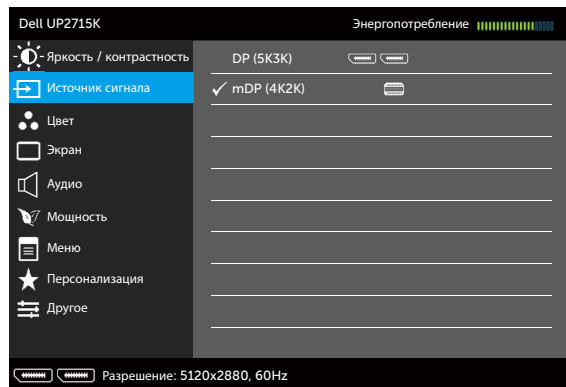 Dell UP2715K Энергопотребление
Яркость / контрастность
Источник сигнала
Цвет
Экран
Аудио
Мощность
Меню
Персонализация
Другое
DP (5K3K)
mDP (4K2K)
Разрешение: 5120x2880, 60Hz